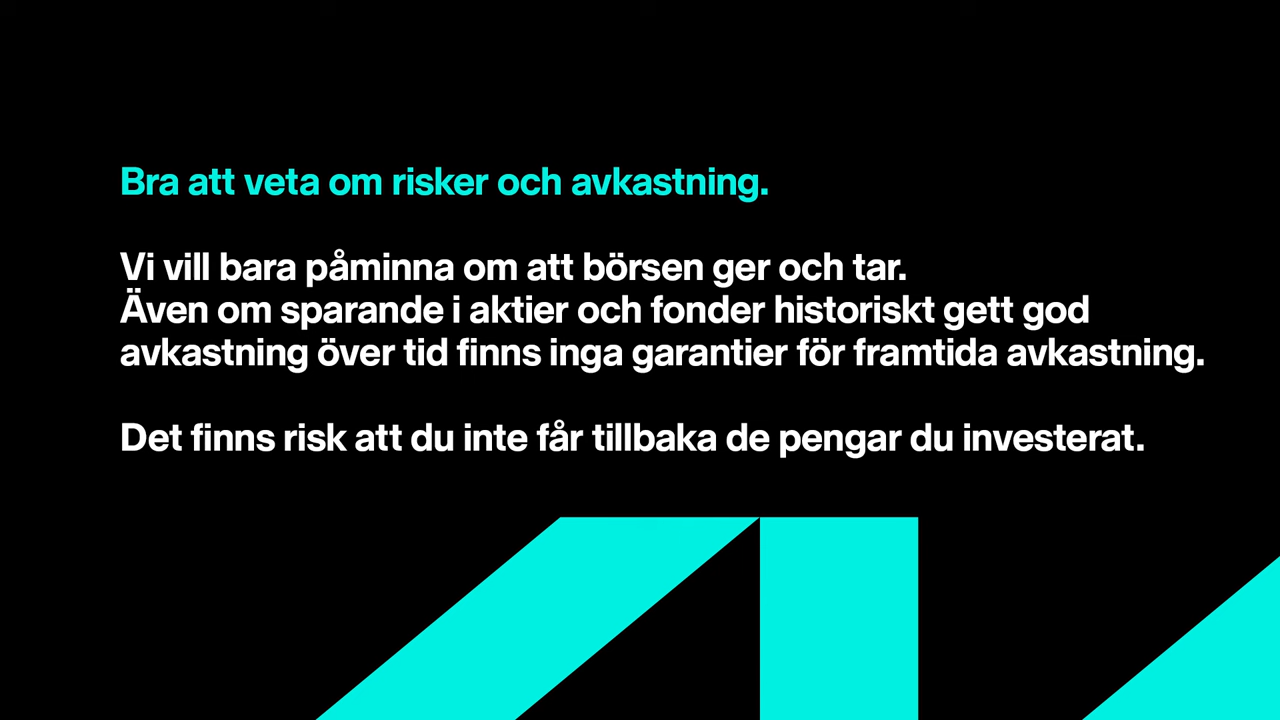 Bra att veta om risker och avkastning.
Vi vill bara påminna om att börsen ger och tar.
Även om sparande i aktier och fonder historiskt gett god
avkastning över tid finns inga garantier för framtida avkastning.
Det finns risk att du inte får tillbaka de pengar du investerat.